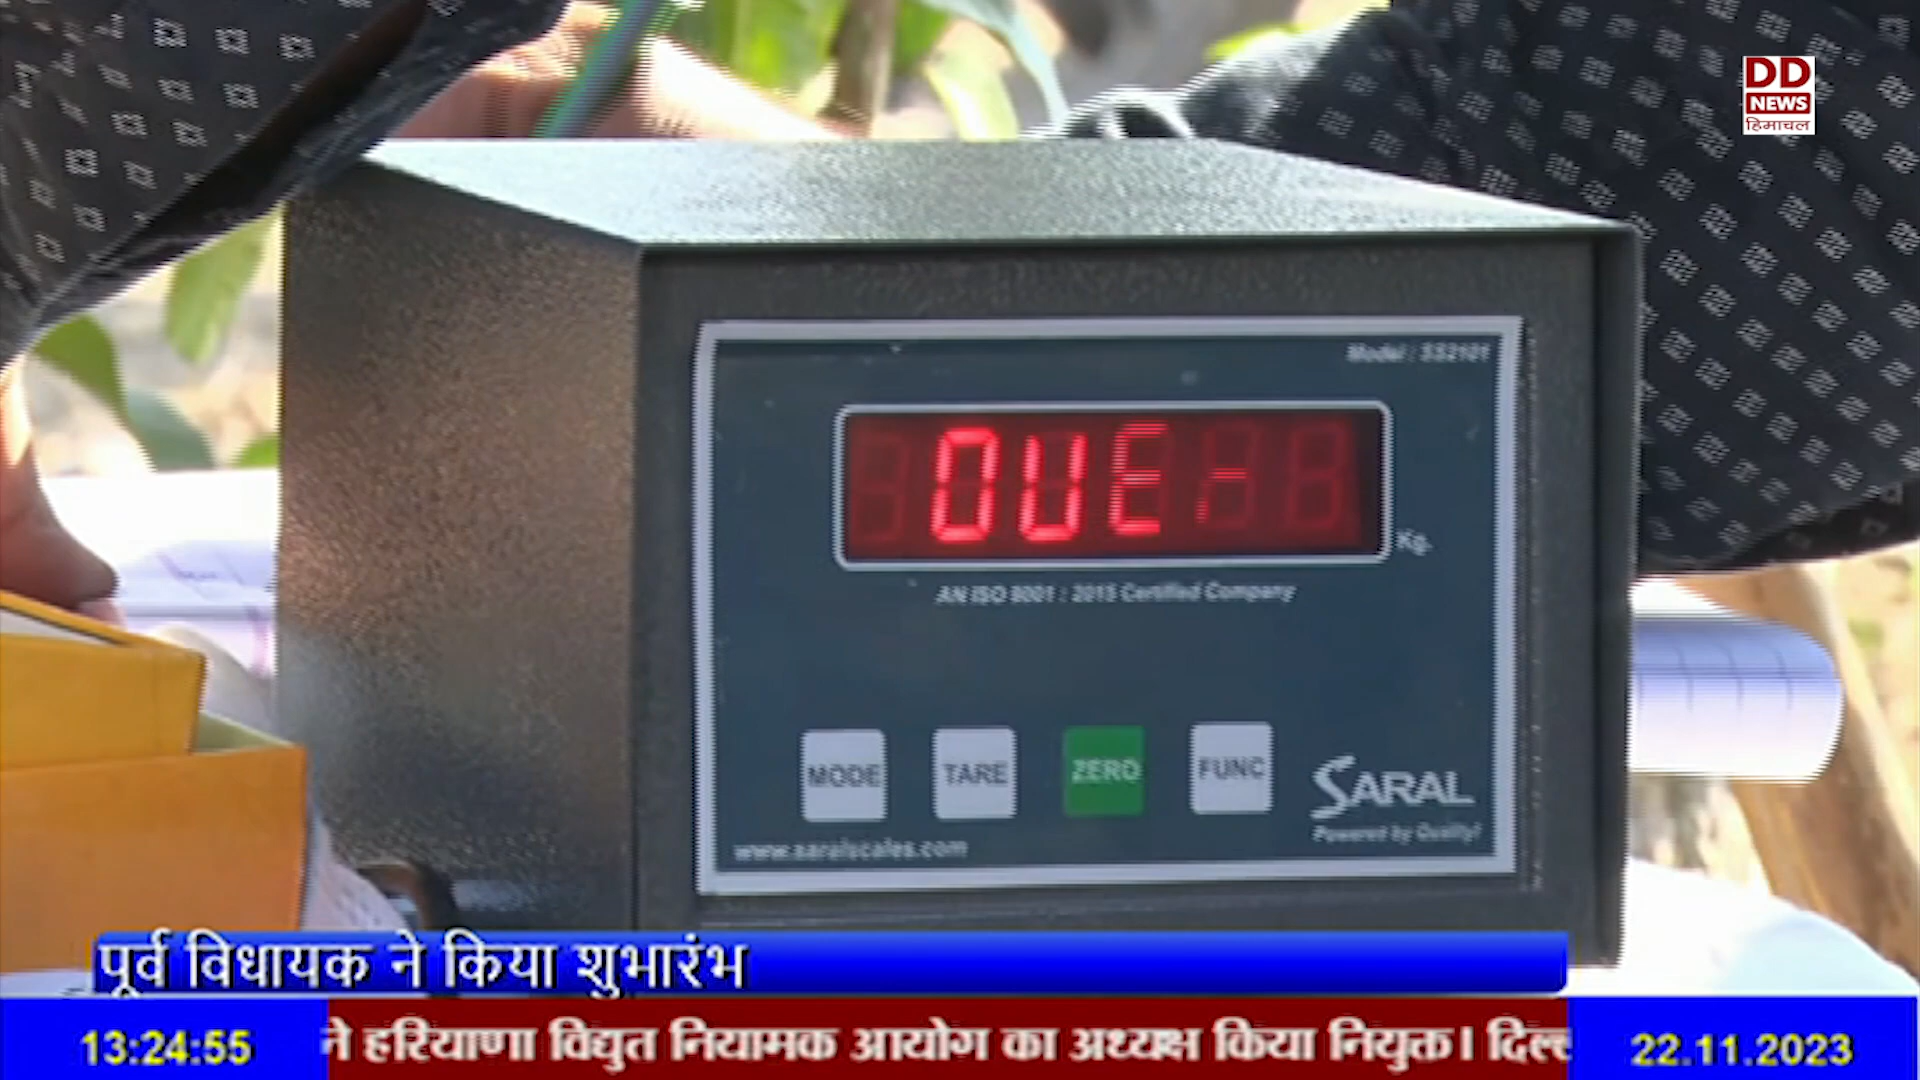 DD
NEWS
हिमाचल
Model : SS2101
OVEr
Kg.
AN ISO 9001 : 2015 Certified Company
MODE TARE ZERO FUNC
SARAL
Powered by Quality!
www.saralscales.com
पूर्व विधायक ने किया शुभारंभ
13:24:55
ने हरियाणा विद्युत नियामक आयोग का अध्यक्ष किया नियुक्त। दिल्ल
22.11.2023